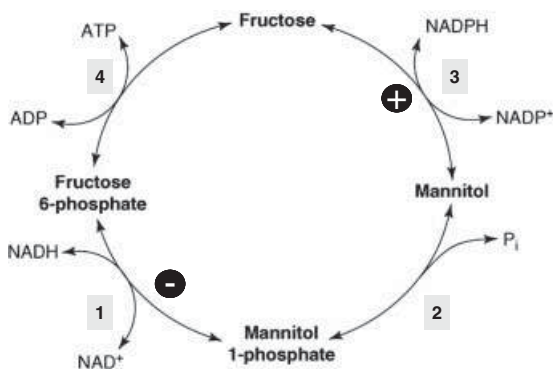 Fructose
ATP
NADPH
4
3
+
ADP
NADP⁺
Fructose
6-phosphate
Mannitol
NADH
Pᵢ
-
1
2
Mannitol
1-phosphate
NAD⁺